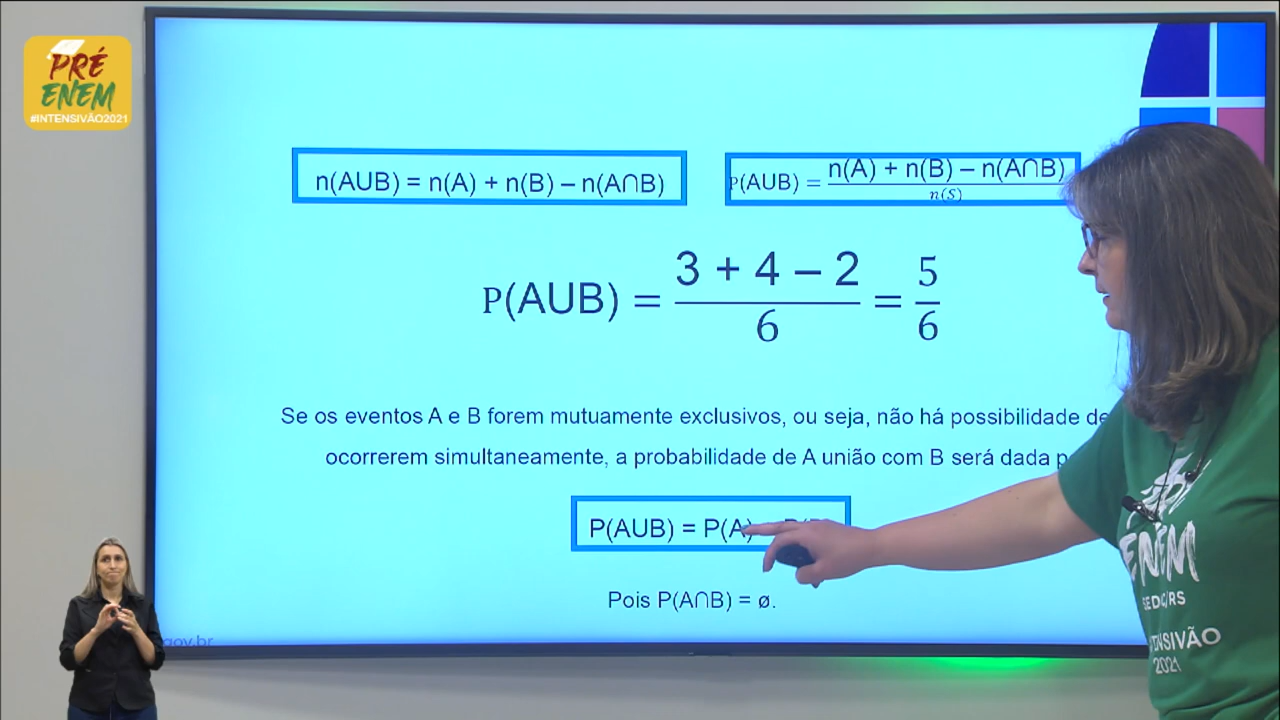 PRÉ
ENEM
#INTENSIVÃO2021
n(AUB) = n(A) + n(B) – n(A∩B)
P(AUB) = n(A) + n(B) – n(A∩B)
n(S)
P(AUB) = 3 + 4 – 2 / 6 = 5 / 6
Se os eventos A e B forem mutuamente exclusivos, ou seja, não há possibilidade de
ocorrerem simultaneamente, a probabilidade de A união com B será dada
P(AUB) = P(A)
Pois P(A∩B) = ø.
gov.br
ENEM
INTENSIVÃO
2021